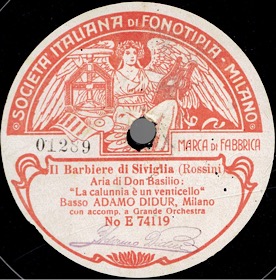 SOCIETÀ ITALIANA DI FONOTIPIA - MILANO
01289
MARCA DI FABBRICA
Il Barbiere di Siviglia (Rossini)
Aria di Don Basilio:
"La calunnia è un venticello"
Basso ADAMO DIDUR, Milano
con accomp. a Grande Orchestra
No E 74119